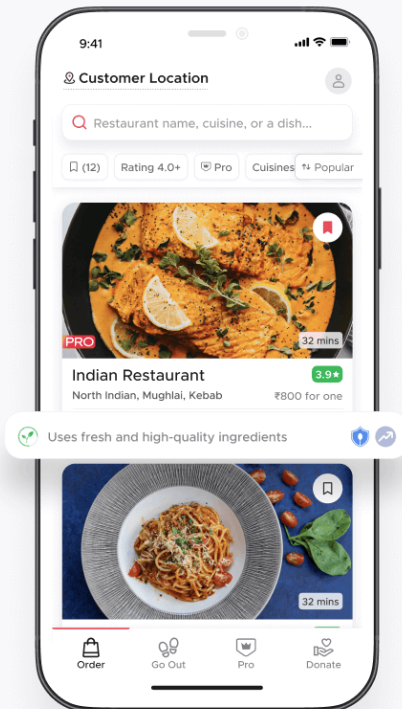 9:41
Customer Location
Restaurant name, cuisine, or a dish...
(12) Rating 4.0+ Pro Cuisines Popular
PRO
32 mins
Indian Restaurant 3.9★
North Indian, Mughlai, Kebab ₹800 for one
Uses fresh and high-quality ingredients
32 mins
Order Go Out Pro Donate